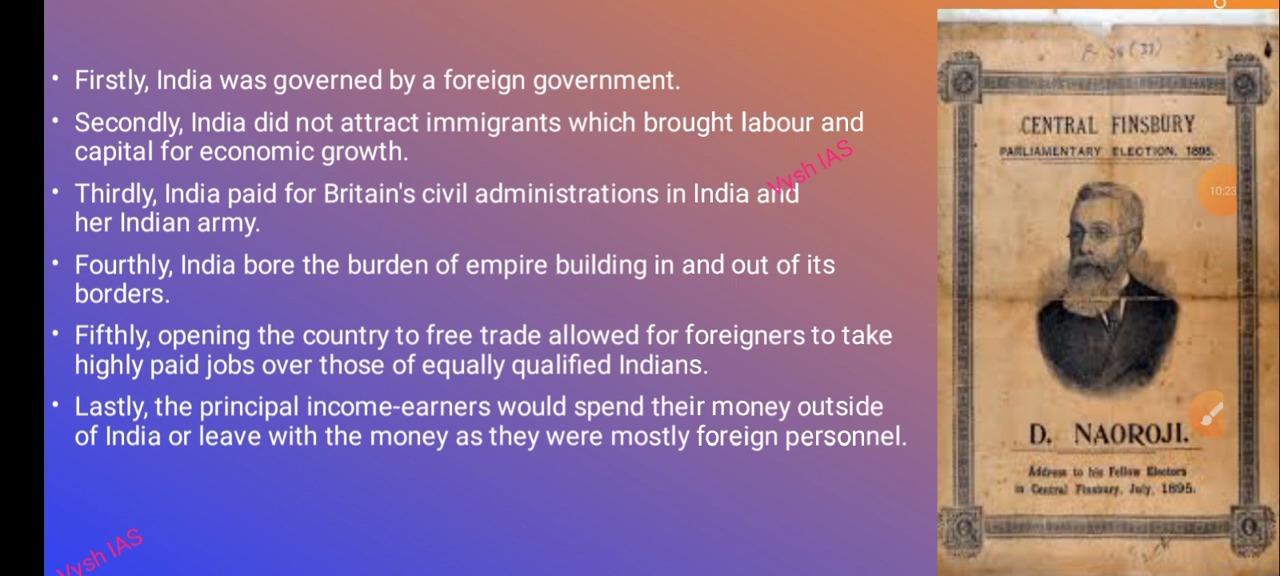 • Firstly, India was governed by a foreign government.
• Secondly, India did not attract immigrants which brought labour and
capital for economic growth.
• Thirdly, India paid for Britain's civil administrations in India and
her Indian army.
• Fourthly, India bore the burden of empire building in and out of its
borders.
• Fifthly, opening the country to free trade allowed for foreigners to take
highly paid jobs over those of equally qualified Indians.
• Lastly, the principal income-earners would spend their money outside
of India or leave with the money as they were mostly foreign personnel.
Vysh IAS
Vysh IAS
CENTRAL FINSBURY
PARLIAMENTARY ELECTION, 1895.
10:23
D. NAOROJI.
Address to his Fellow Electors
in Central Finsbury, July, 1895.